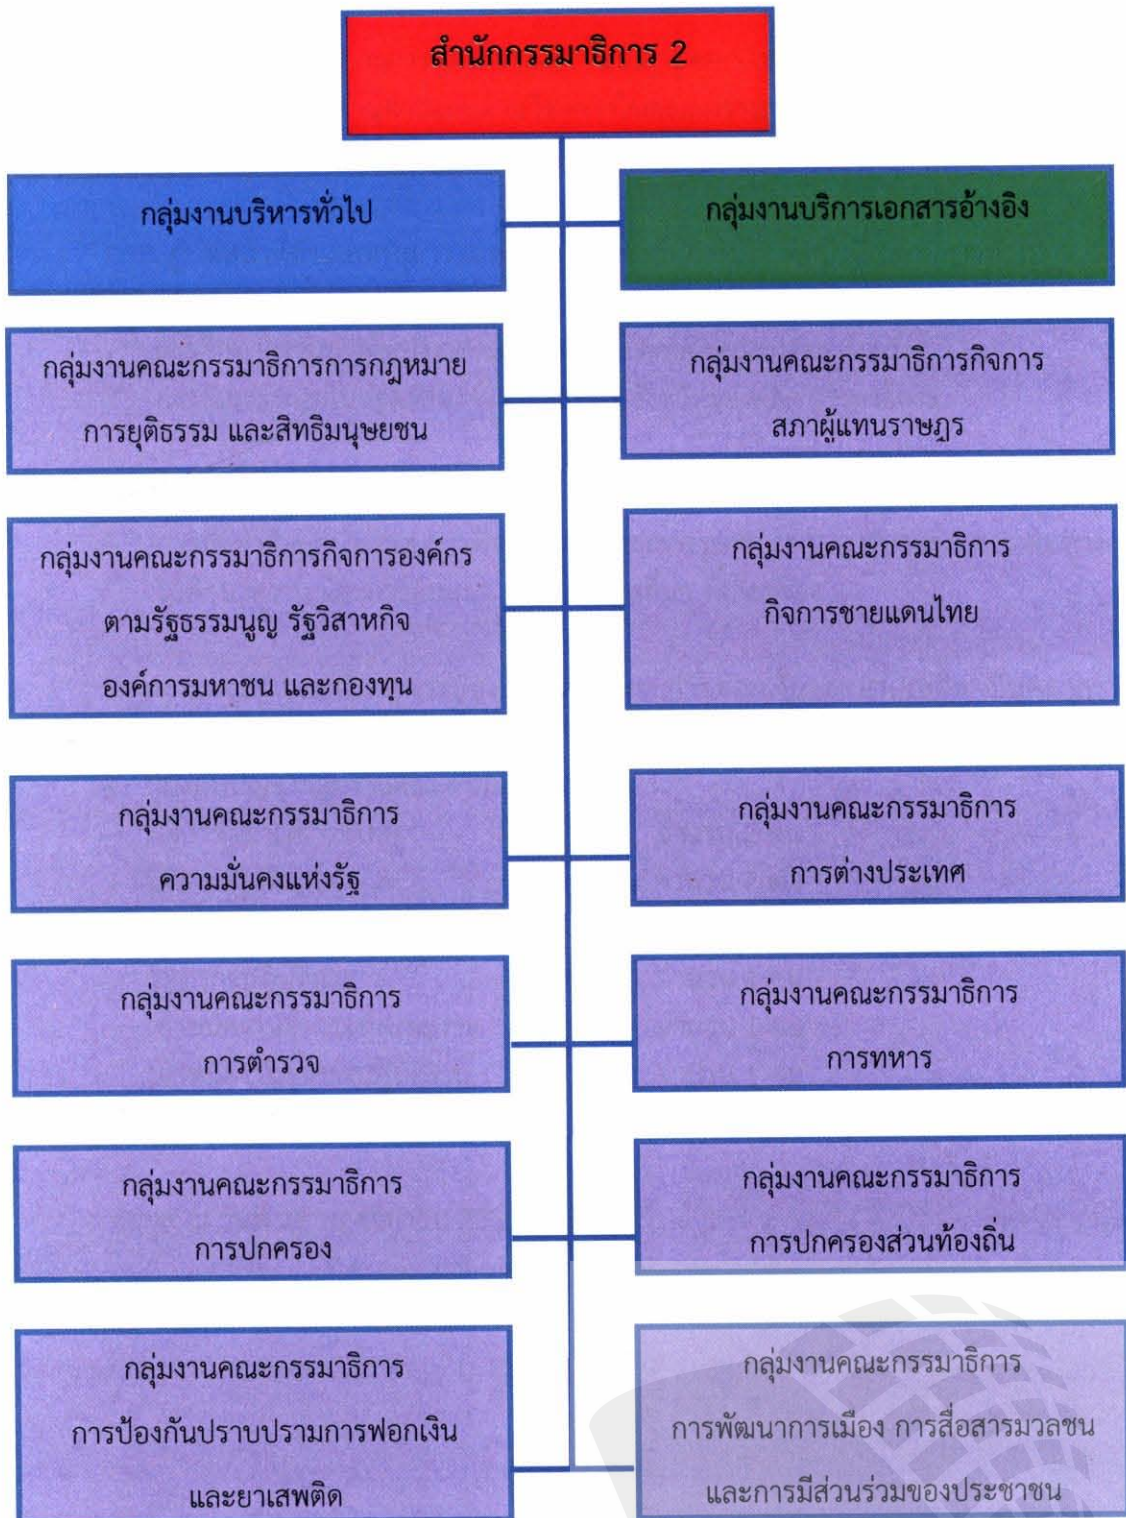 สำนักกรรมาธิการ 2
กลุ่มงานบริหารทั่วไป
กลุ่มงานบริการเอกสารอ้างอิง
กลุ่มงานคณะกรรมาธิการการกฎหมาย
การยุติธรรม และสิทธิมนุษยชน
กลุ่มงานคณะกรรมาธิการกิจการ
สภาผู้แทนราษฎร
กลุ่มงานคณะกรรมาธิการกิจการองค์กร
ตามรัฐธรรมนูญ รัฐวิสาหกิจ
องค์การมหาชน และกองทุน
กลุ่มงานคณะกรรมาธิการ
กิจการชายแดนไทย
กลุ่มงานคณะกรรมาธิการ
ความมั่นคงแห่งรัฐ
กลุ่มงานคณะกรรมาธิการ
การต่างประเทศ
กลุ่มงานคณะกรรมาธิการ
การตำรวจ
กลุ่มงานคณะกรรมาธิการ
การทหาร
กลุ่มงานคณะกรรมาธิการ
การปกครอง
กลุ่มงานคณะกรรมาธิการ
การปกครองส่วนท้องถิ่น
กลุ่มงานคณะกรรมาธิการ
การป้องกันปราบปรามการฟอกเงิน
และยาเสพติด
กลุ่มงานคณะกรรมาธิการ
การพัฒนาการเมือง การสื่อสารมวลชน
และการมีส่วนร่วมของประชาชน